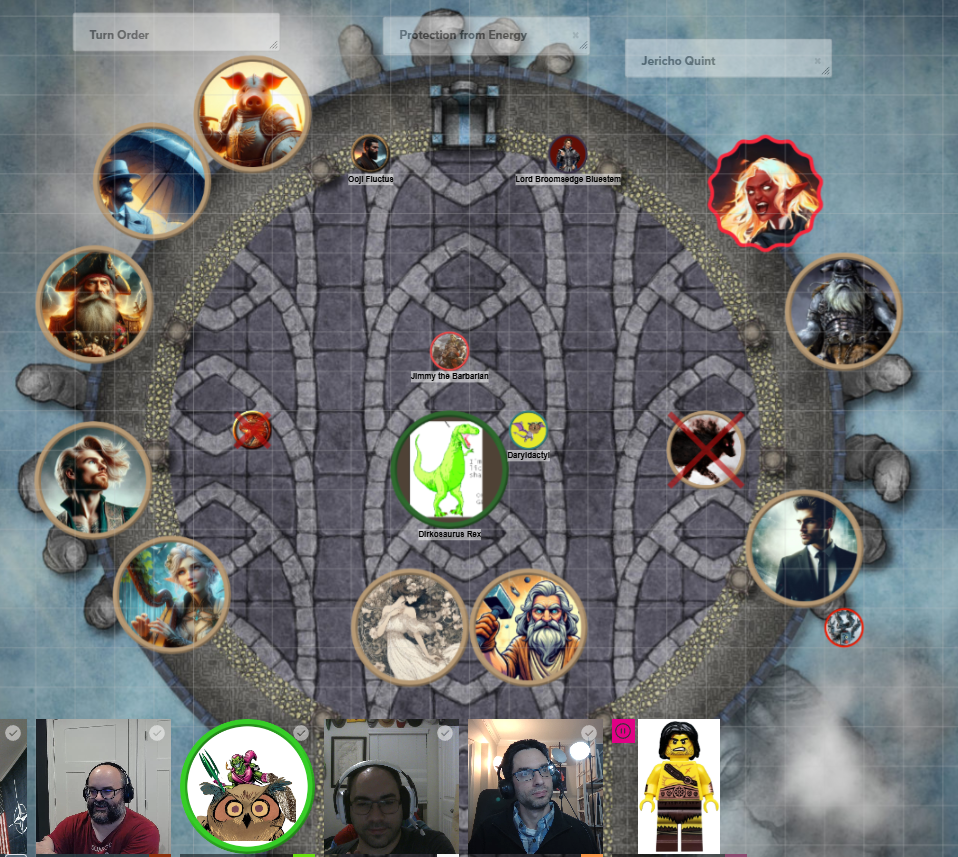 Turn Order
Protection from Energy
Jericho Quint
Ooji Fluctus
Lord Broomsedge Bluestem
Jimmy the Barbarian
Daryldactyl
Dirkosaurus Rex